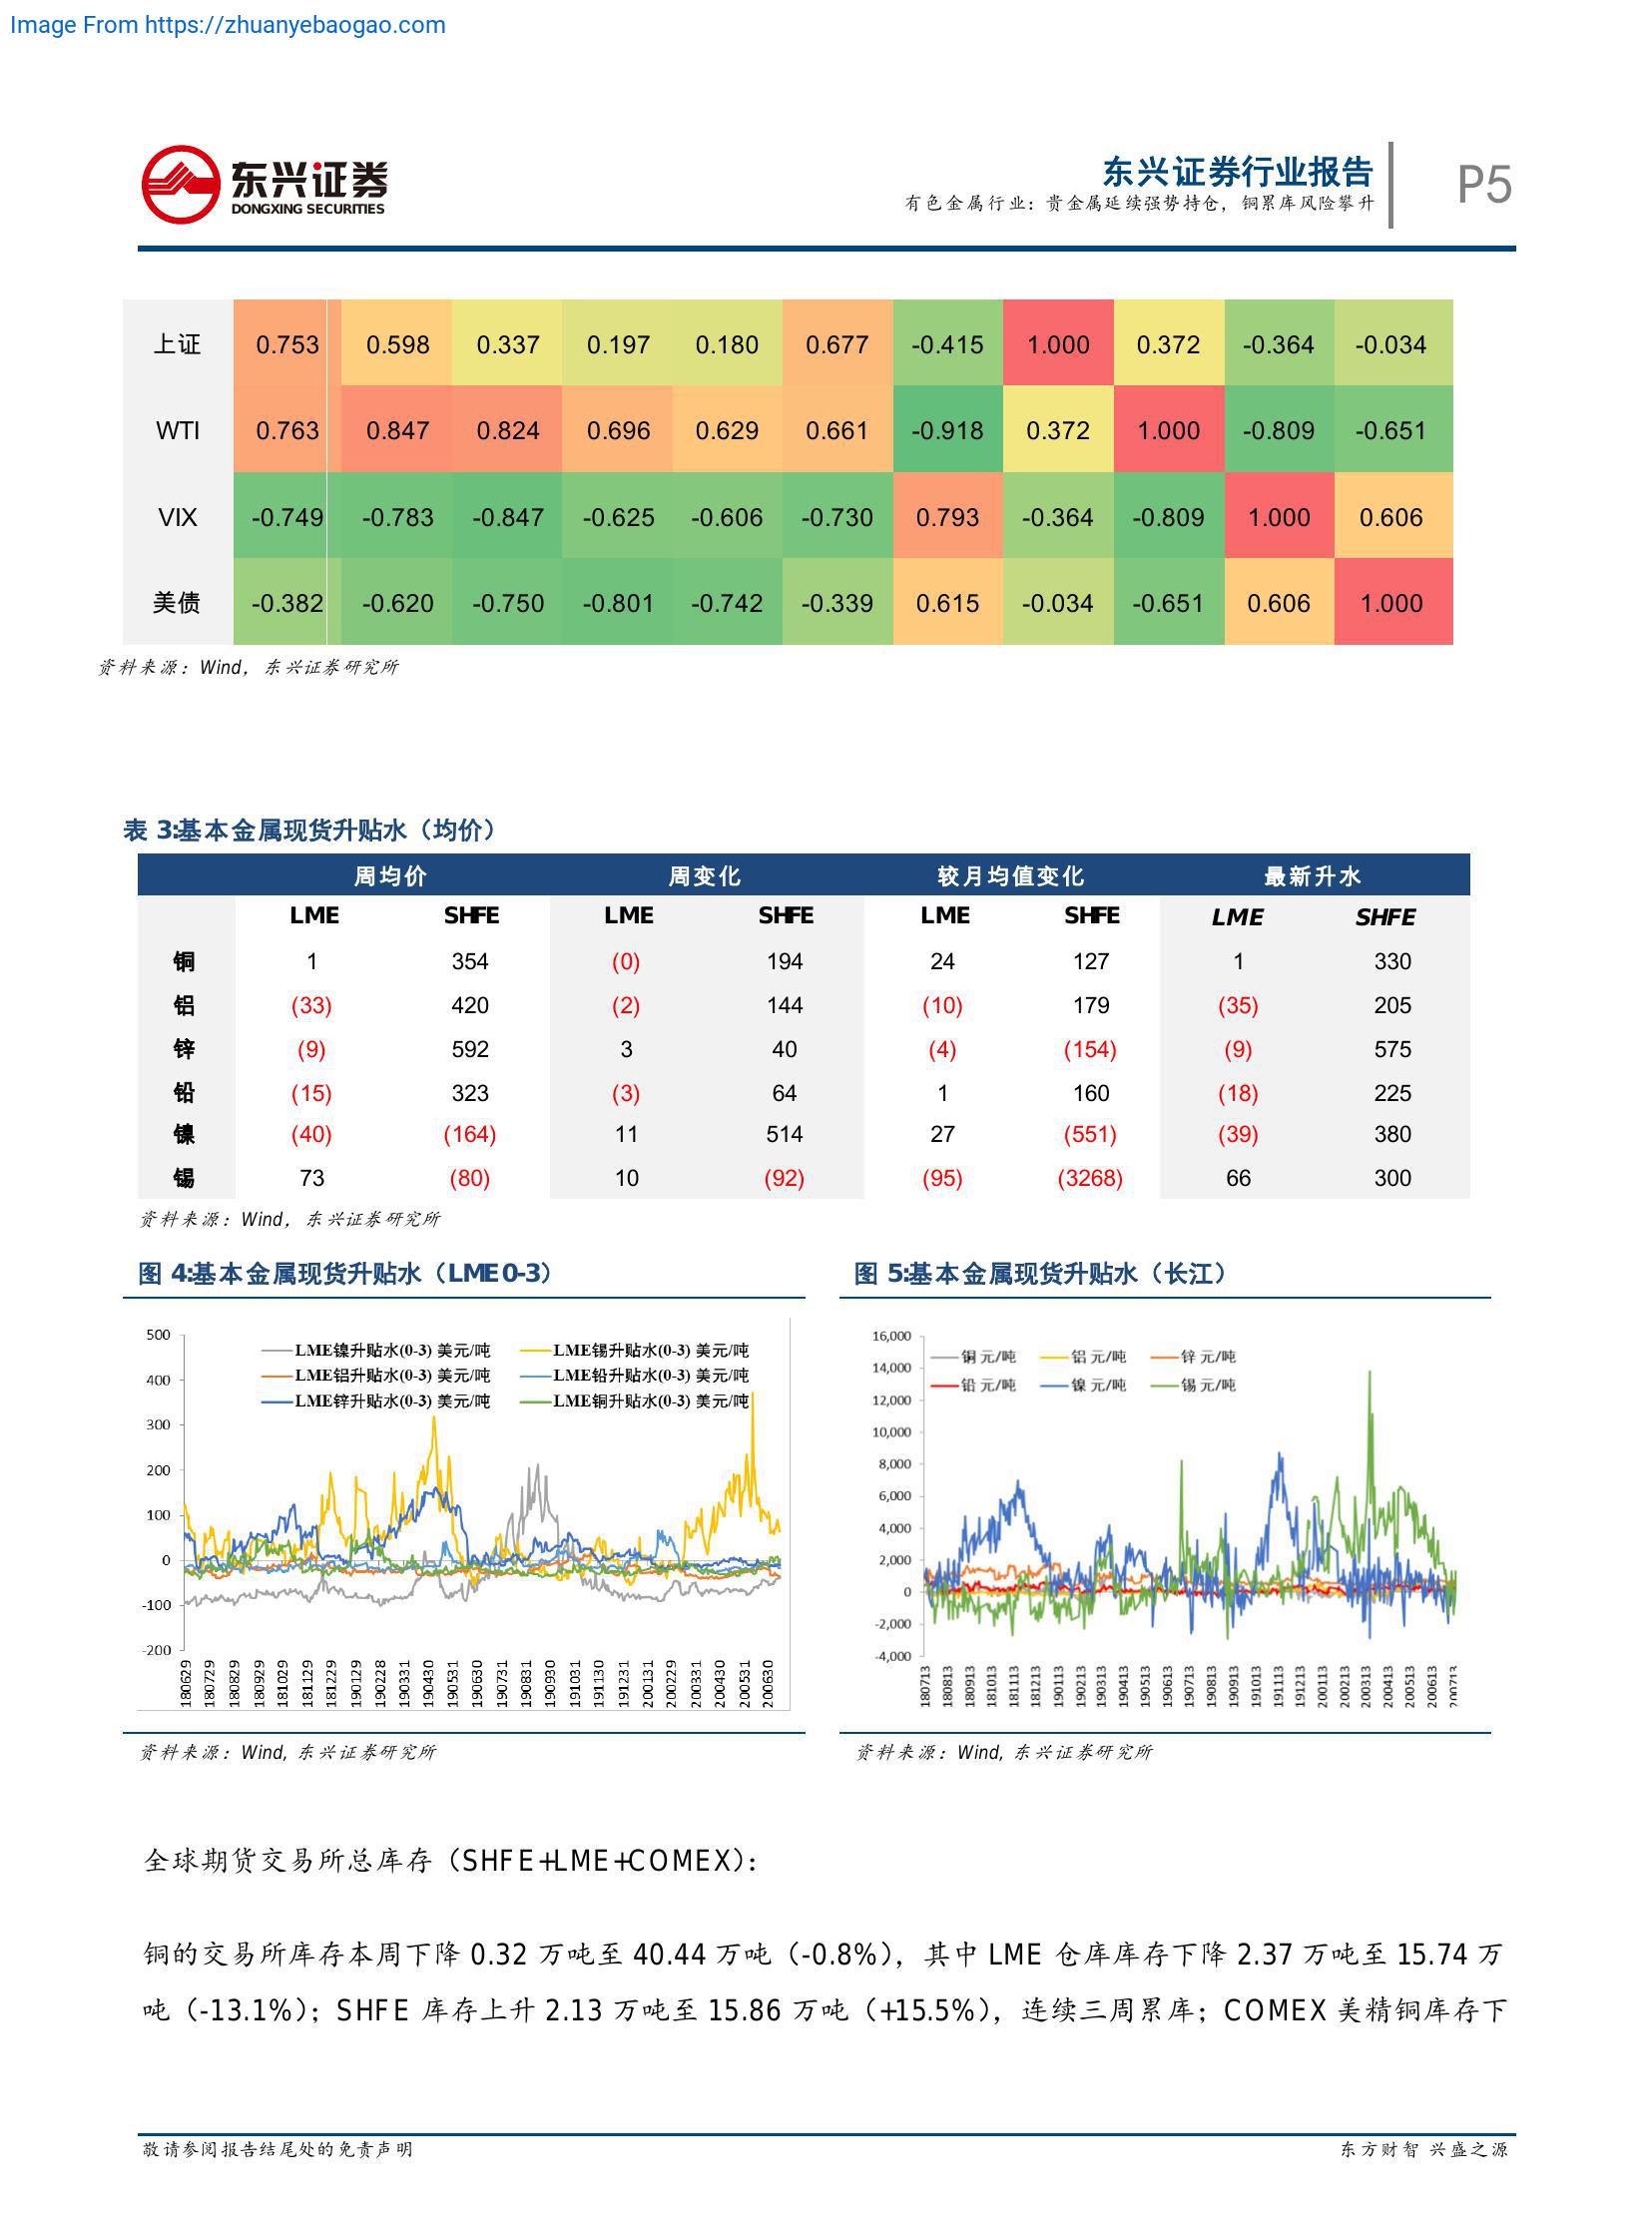 Image From https://zhuanyebaogao.com
东兴证券
DONGXING SECURITIES
东兴证券行业报告
有色金属行业：贵金属延续强势持仓，铜累库风险攀升
P5
上证 0.753 0.598 0.337 0.197 0.180 0.677 -0.415 1.000 0.372 -0.364 -0.034
WTI 0.763 0.847 0.824 0.696 0.629 0.661 -0.918 0.372 1.000 -0.809 -0.651
VIX -0.749 -0.783 -0.847 -0.625 -0.606 -0.730 0.793 -0.364 -0.809 1.000 0.606
美债 -0.382 -0.620 -0.750 -0.801 -0.742 -0.339 0.615 -0.034 -0.651 0.606 1.000
资料来源：Wind，东兴证券研究所
表 3:基本金属现货升贴水（均价）
周均价 周变化 较月均值变化 最新升水
LME SHFE LME SHFE LME SHFE LME SHFE
铜 1 354 (0) 194 24 127 1 330
铝 (33) 420 (2) 144 (10) 179 (35) 205
锌 (9) 592 3 40 (4) (154) (9) 575
铅 (15) 323 (3) 64 1 160 (18) 225
镍 (40) (164) 11 514 27 (551) (39) 380
锡 73 (80) 10 (92) (95) (3268) 66 300
资料来源：Wind，东兴证券研究所
图 4:基本金属现货升贴水（LME 0-3）
LME镍升贴水(0-3) 美元/吨 LME锡升贴水(0-3) 美元/吨
LME铝升贴水(0-3) 美元/吨 LME铅升贴水(0-3) 美元/吨
LME锌升贴水(0-3) 美元/吨 LME铜升贴水(0-3) 美元/吨
500
400
300
200
100
0
-100
-200
180629 180729 180829 180929 181029 181129 181229 190129 190228 190331 190430 190531 190630 190731 190831 190930 191031 191130 191231 200131 200229 200331 200430 200531 200630
资料来源：Wind, 东兴证券研究所
图 5:基本金属现货升贴水（长江）
铜 元/吨 铝 元/吨 锌 元/吨
铅 元/吨 镍 元/吨 锡 元/吨
16,000
14,000
12,000
10,000
8,000
6,000
4,000
2,000
0
-2,000
-4,000
180713 180813 180913 181013 181113 181213 190113 190213 190313 190413 190513 190613 190713 190813 190913 191013 191113 191213 200113 200213 200313 200413 200513 200613 200713
资料来源：Wind, 东兴证券研究所
全球期货交易所总库存（SHFE+LME+COMEX）：
铜的交易所库存本周下降 0.32 万吨至 40.44 万吨（-0.8%），其中 LME 仓库库存下降 2.37 万吨至 15.74 万
吨（-13.1%）；SHFE 库存上升 2.13 万吨至 15.86 万吨（+15.5%），连续三周累库；COMEX 美精铜库存下
敬请参阅报告结尾处的免责声明
东方财智 兴盛之源